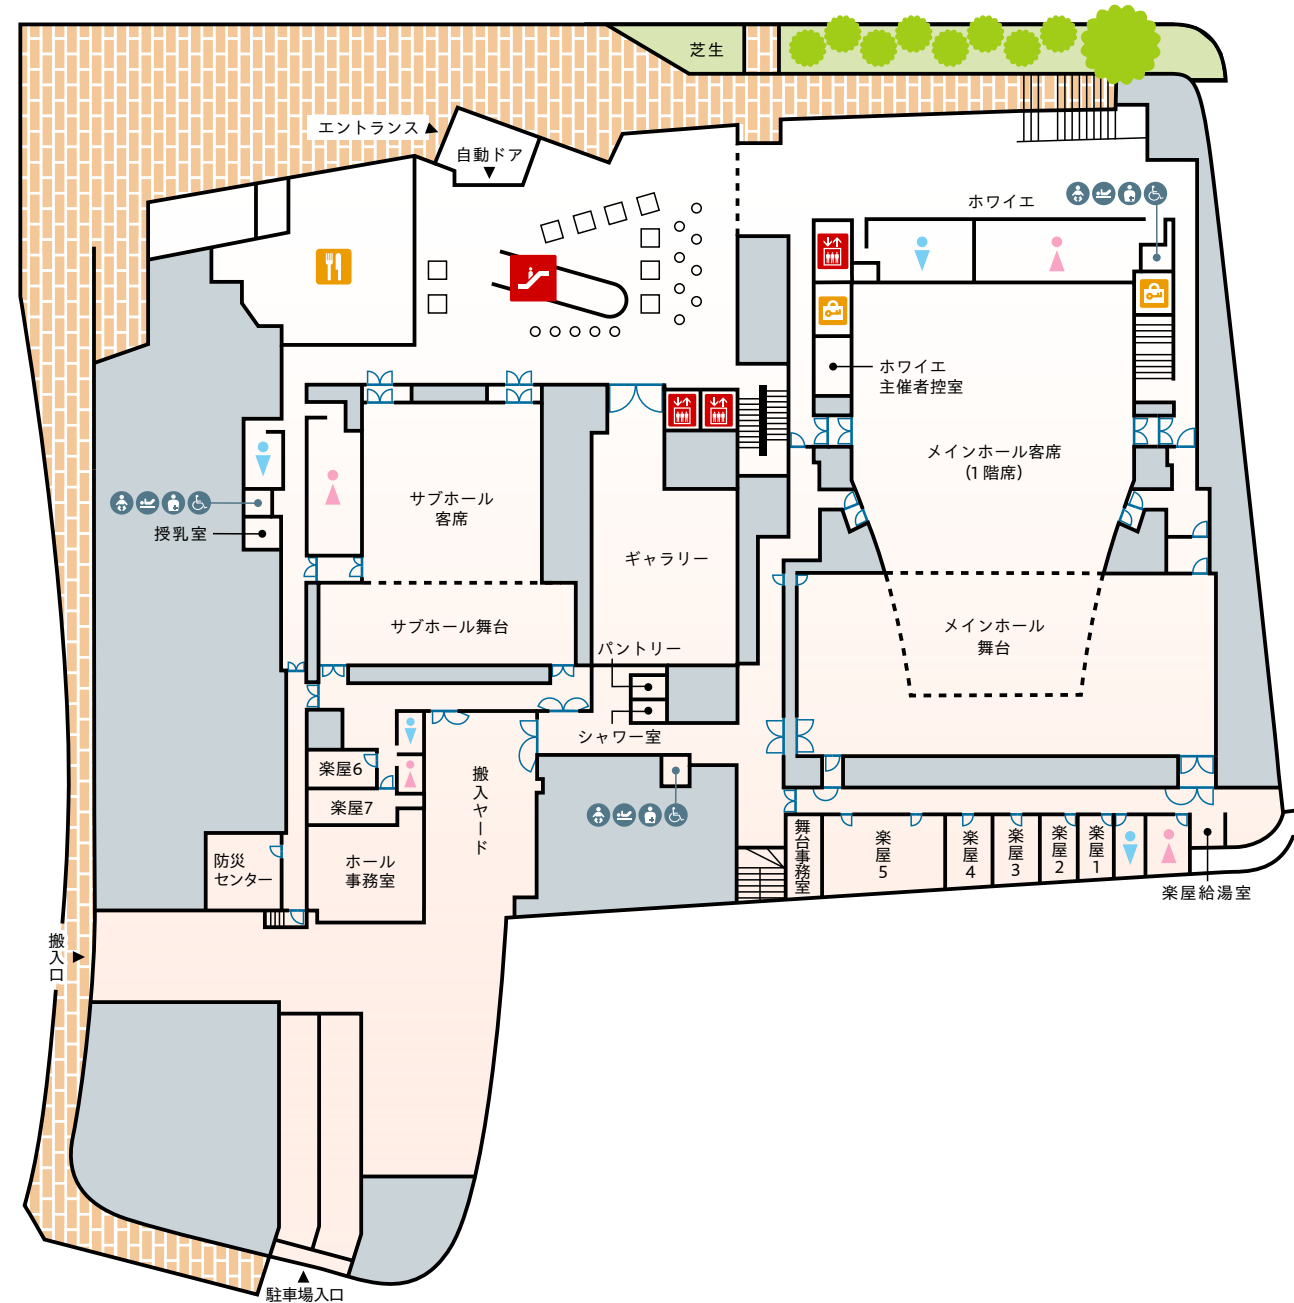 芝生
エントランス
自動ドア
ホワイエ
ホワイエ
主催者控室
メインホール客席
(1階席)
サブホール
客席
授乳室
ギャラリー
サブホール舞台
メインホール
舞台
パントリー
シャワー室
楽屋6
楽屋7
搬入ヤード
ホール
事務室
防災
センター
舞台事務室
楽屋5
楽屋4
楽屋3
楽屋2
楽屋1
楽屋給湯室
搬入口
駐車場入口